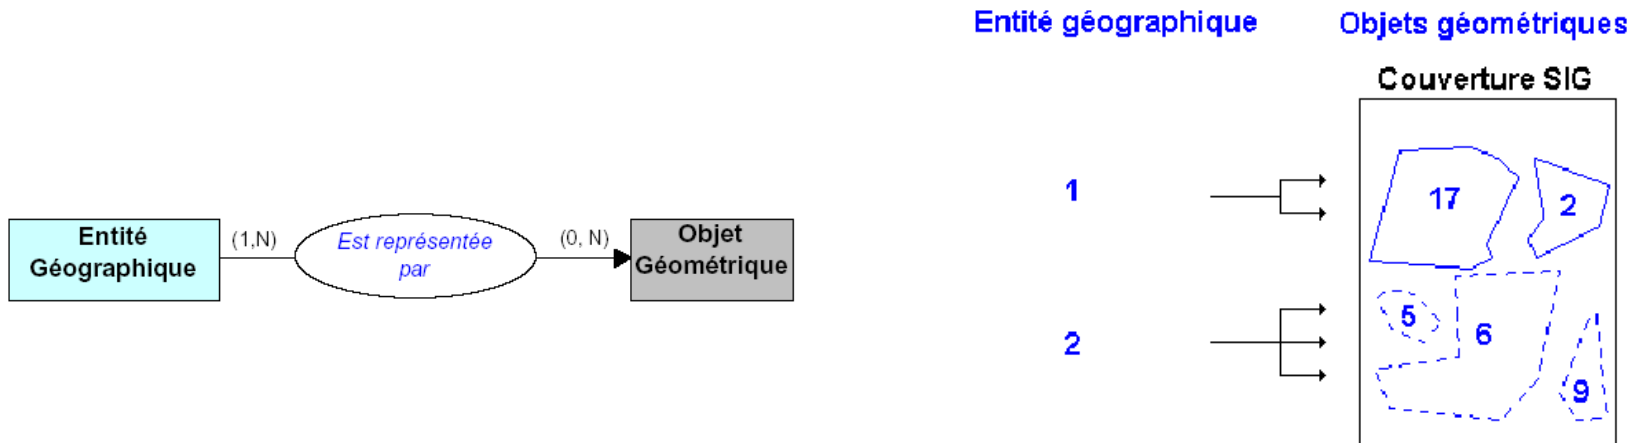 Entité géographique
Objets géométriques
Couverture SIG
Entité
Géographique
(1,N)
Est représentée
par
(0, N)
Objet
Géométrique
1
2
17
2
5
6
9